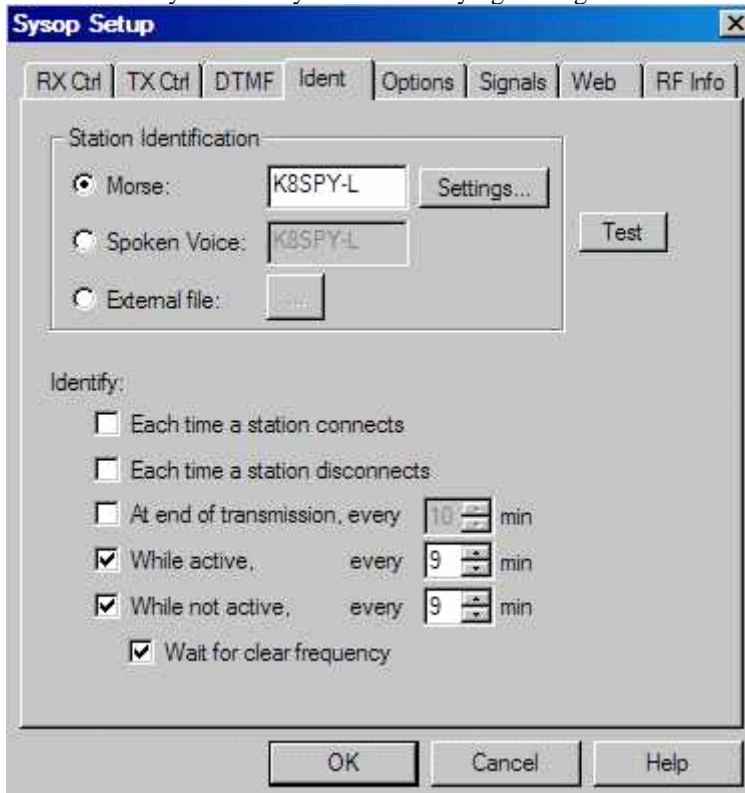 Sysop Setup
RX Ctrl TX Ctrl DTMF Ident Options Signals Web RF Info
Station Identification
Morse: K8SPY-L Settings...
Spoken Voice: K8SPY-L Test
External file: ....
Identify:
Each time a station connects
Each time a station disconnects
At end of transmission, every 10 min
While active, every 9 min
While not active, every 9 min
Wait for clear frequency
OK Cancel Help